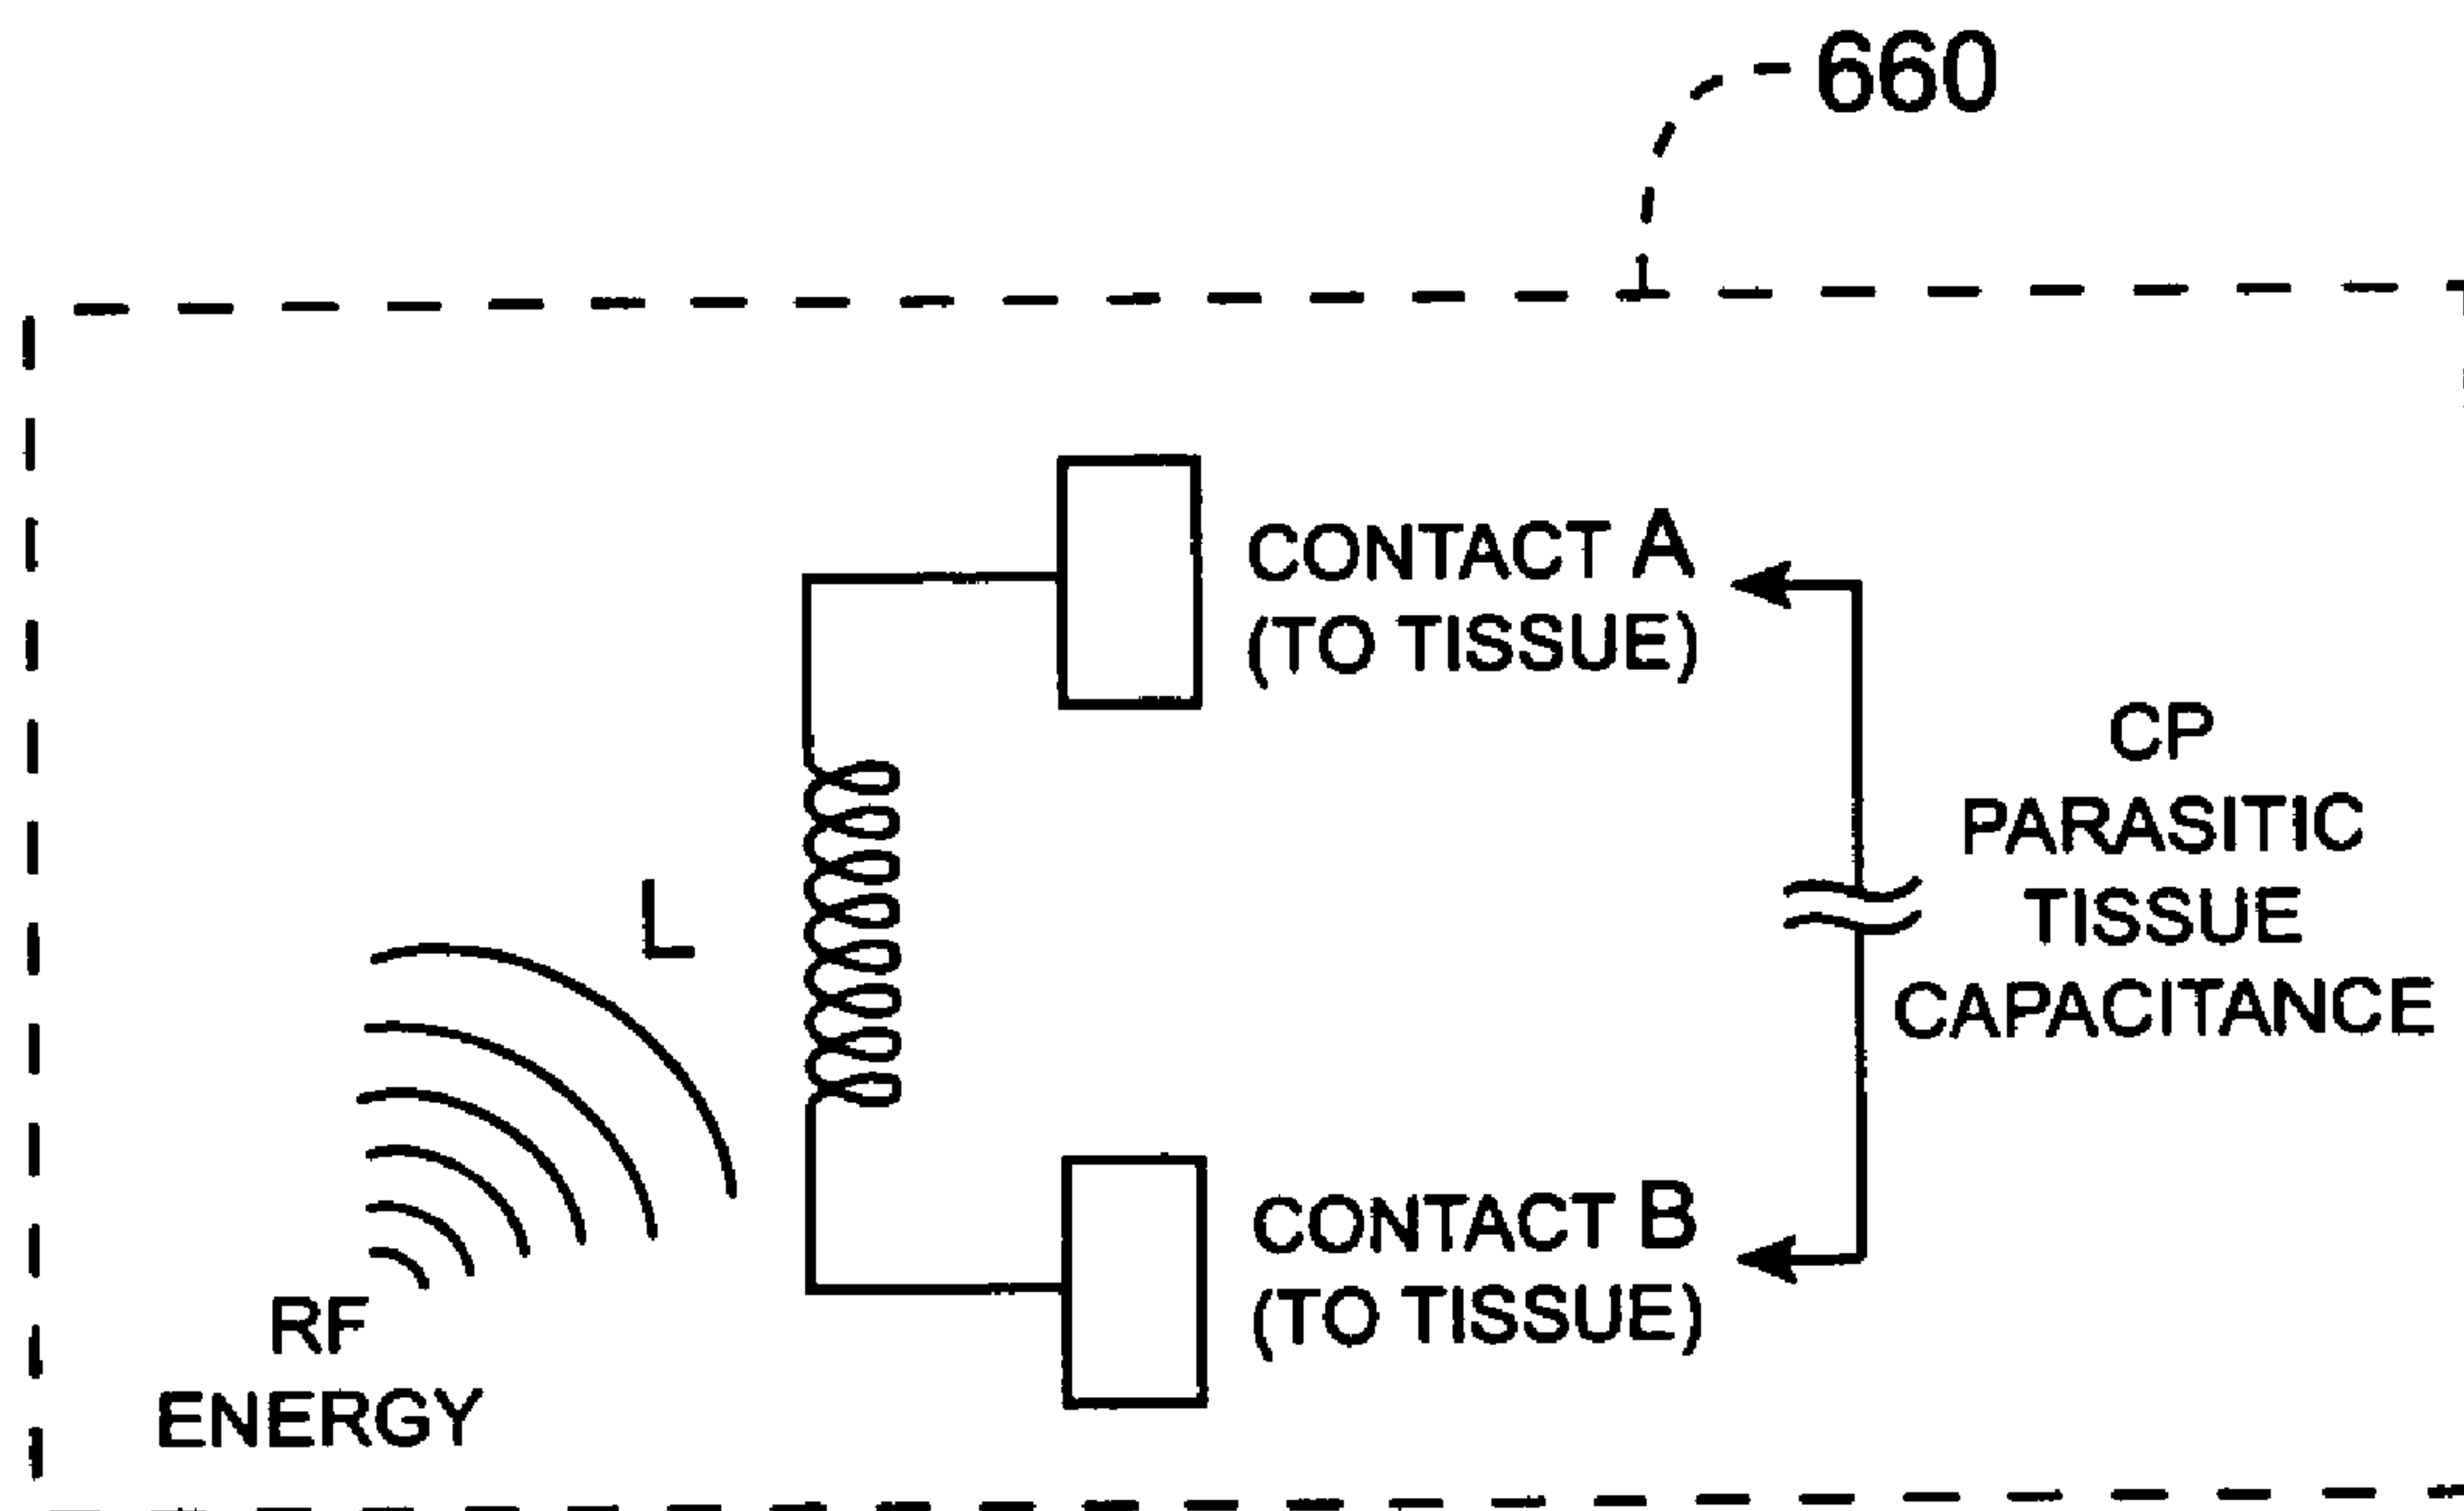 660
CONTACT A
(TO TISSUE)
CP
PARASITIC
TISSUE
CAPACITANCE
L
CONTACT B
(TO TISSUE)
RF
ENERGY